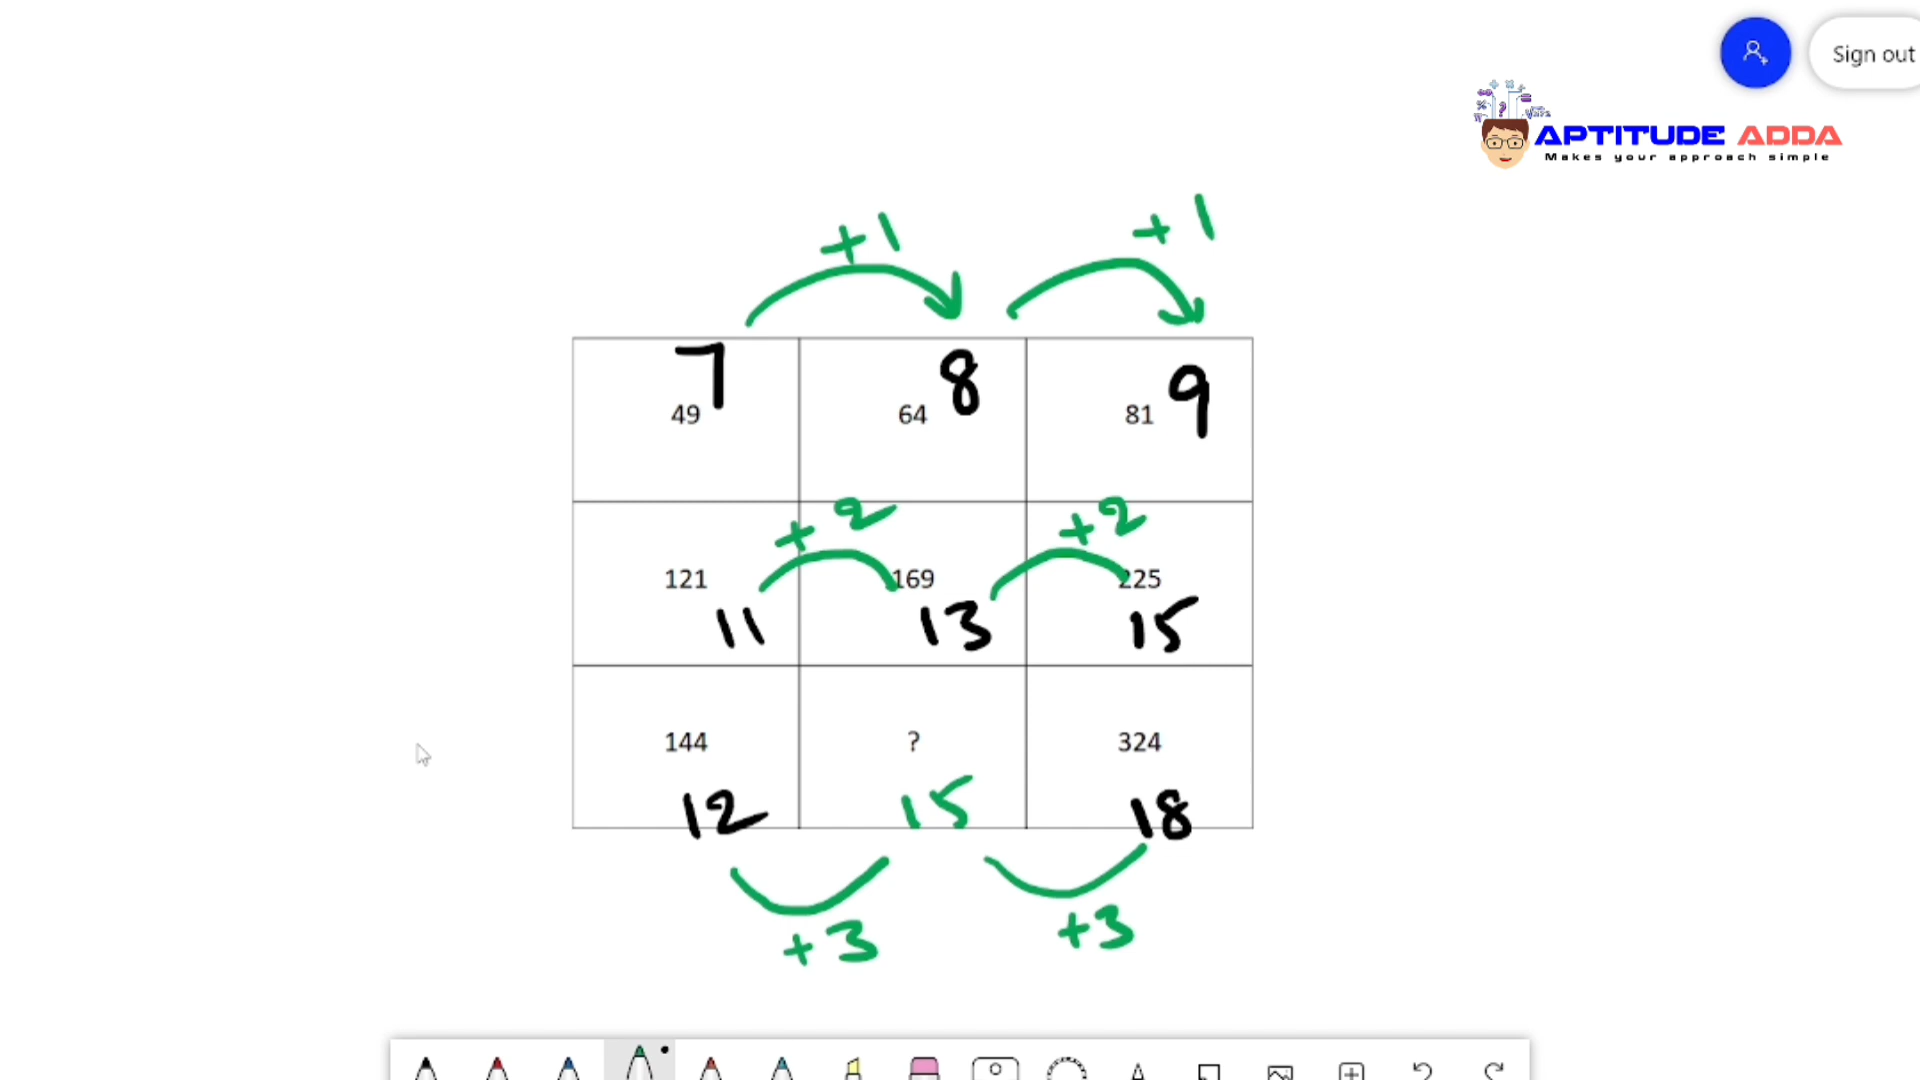 Sign out
APTITUDE ADDA
Makes your approach simple
+1 +1
7 8 9
49 64 81
+2 +2
121 169 225
11 13 15
144 ? 324
12 15 18
+3 +3